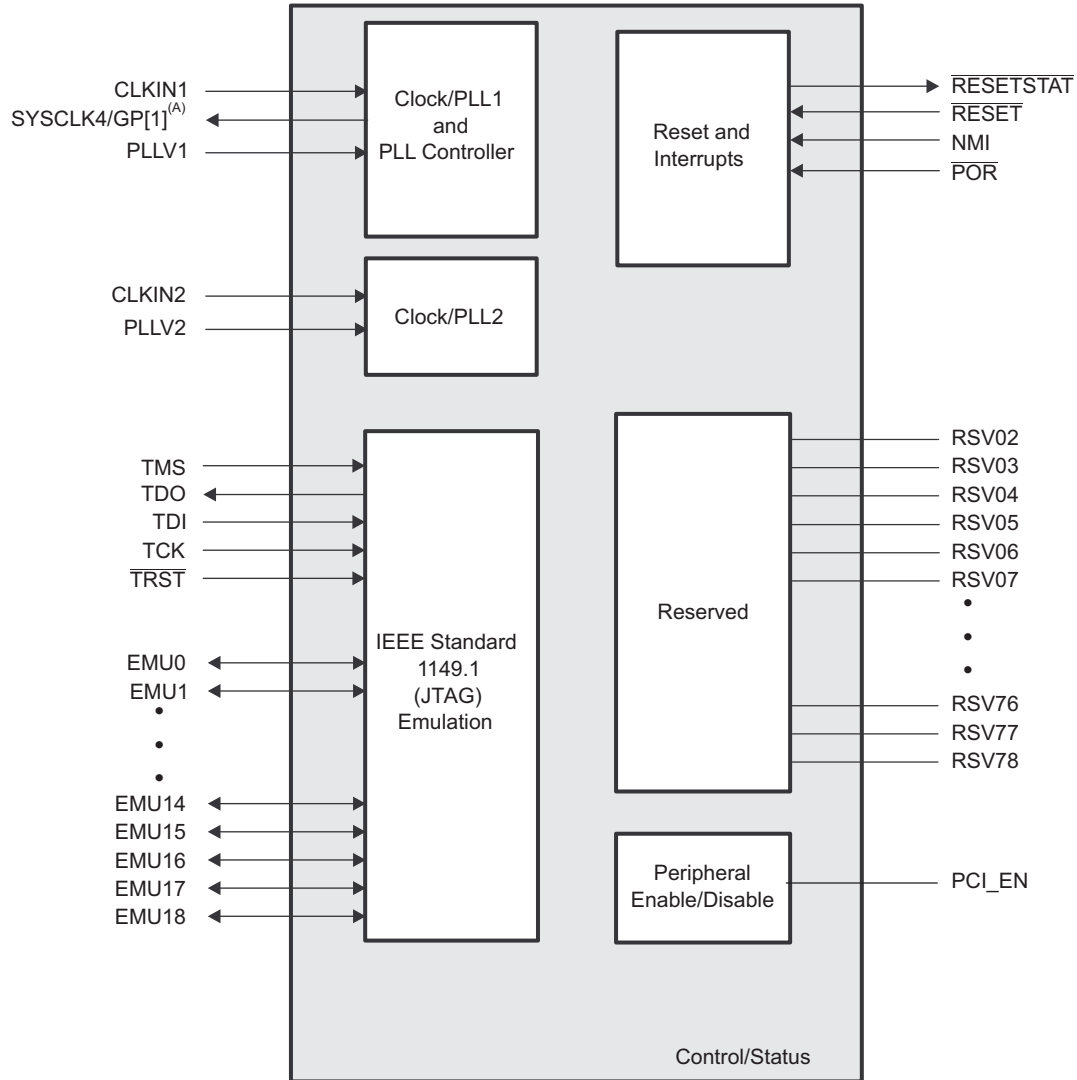 CLKIN1
SYSCLK4/GP[1](A)
PLLV1
Clock/PLL1
and
PLL Controller
Reset and
Interrupts
RESETSTAT
RESET
NMI
POR
CLKIN2
PLLV2
Clock/PLL2
TMS
TDO
TDI
TCK
TRST
EMU0
EMU1
•
•
•
EMU14
EMU15
EMU16
EMU17
EMU18
IEEE Standard
1149.1
(JTAG)
Emulation
Reserved
RSV02
RSV03
RSV04
RSV05
RSV06
RSV07
•
•
•
RSV76
RSV77
RSV78
Peripheral
Enable/Disable
PCI_EN
Control/Status